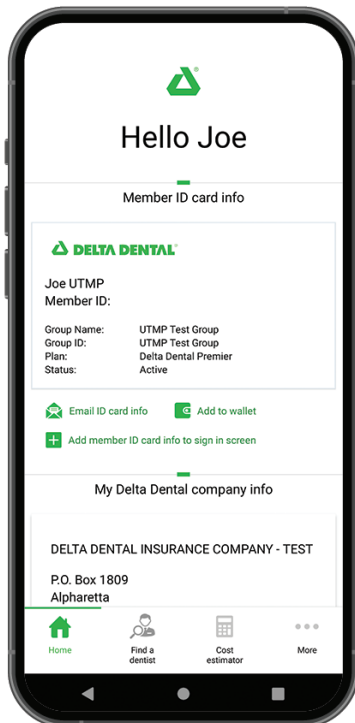 Hello Joe
Member ID card info
DELTA DENTAL®
Joe UTMP
Member ID:
Group Name: UTMP Test Group
Group ID: UTMP Test Group
Plan: Delta Dental Premier
Status: Active
Email ID card info Add to wallet
Add member ID card info to sign in screen
My Delta Dental company info
DELTA DENTAL INSURANCE COMPANY - TEST
P.O. Box 1809
Alpharetta
Home
Find a
dentist
Cost
estimator
More